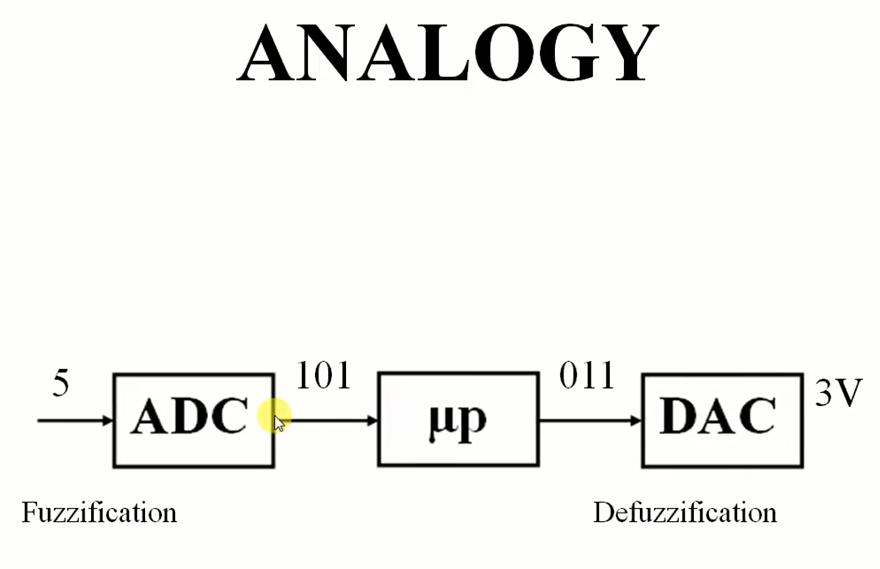 ANALOGY
5
101
011
3V
ADC
μp
DAC
Fuzzification
Defuzzification